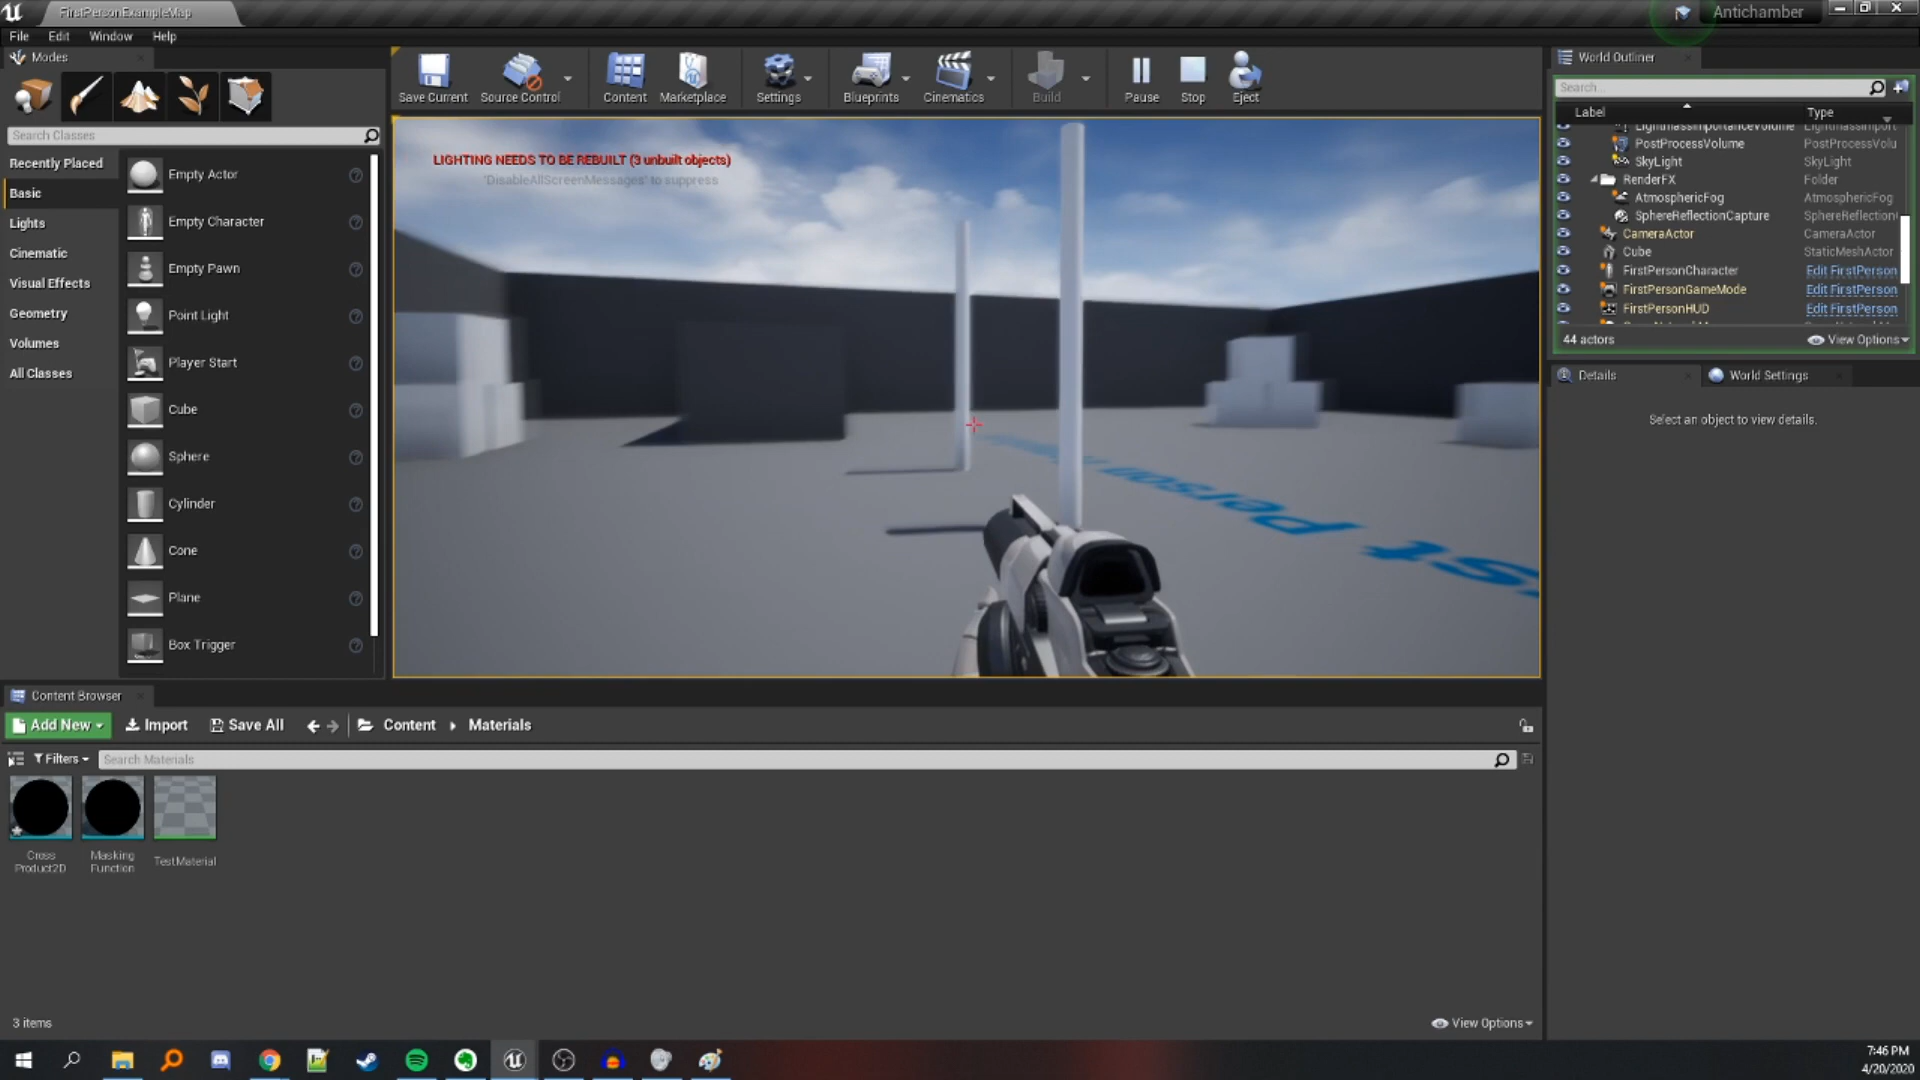 FirstPersonExampleMap
Antichamber
File Edit Window Help
Modes
World Outliner
Save Current
Source Control
Content
Marketplace
Settings
Blueprints
Cinematics
Build
Pause
Stop
Eject
Search...
Label
Type
Search Classes
LightmassImportanceVolume LightmassImport
PostProcessVolume PostProcessVolu
SkyLight SkyLight
RenderFX Folder
AtmosphericFog AtmosphericFog
SphereReflectionCapture SphereReflection
CameraActor CameraActor
Cube StaticMeshActor
FirstPersonCharacter Edit FirstPerson
FirstPersonGameMode Edit FirstPerson
FirstPersonHUD Edit FirstPerson
44 actors
View Options
Recently Placed
Basic
Lights
Cinematic
Visual Effects
Geometry
Volumes
All Classes
Empty Actor
Empty Character
Empty Pawn
Point Light
Player Start
Cube
Sphere
Cylinder
Cone
Plane
Box Trigger
LIGHTING NEEDS TO BE REBUILT (3 unbuilt objects)
'DisableAllScreenMessages' to suppress
Details
World Settings
Select an object to view details.
Content Browser
Add New
Import
Save All
Content
Materials
Filters
Search Materials
Cross
Product2D
Masking
Function
TestMaterial
3 items
View Options
7:46 PM
4/20/2020